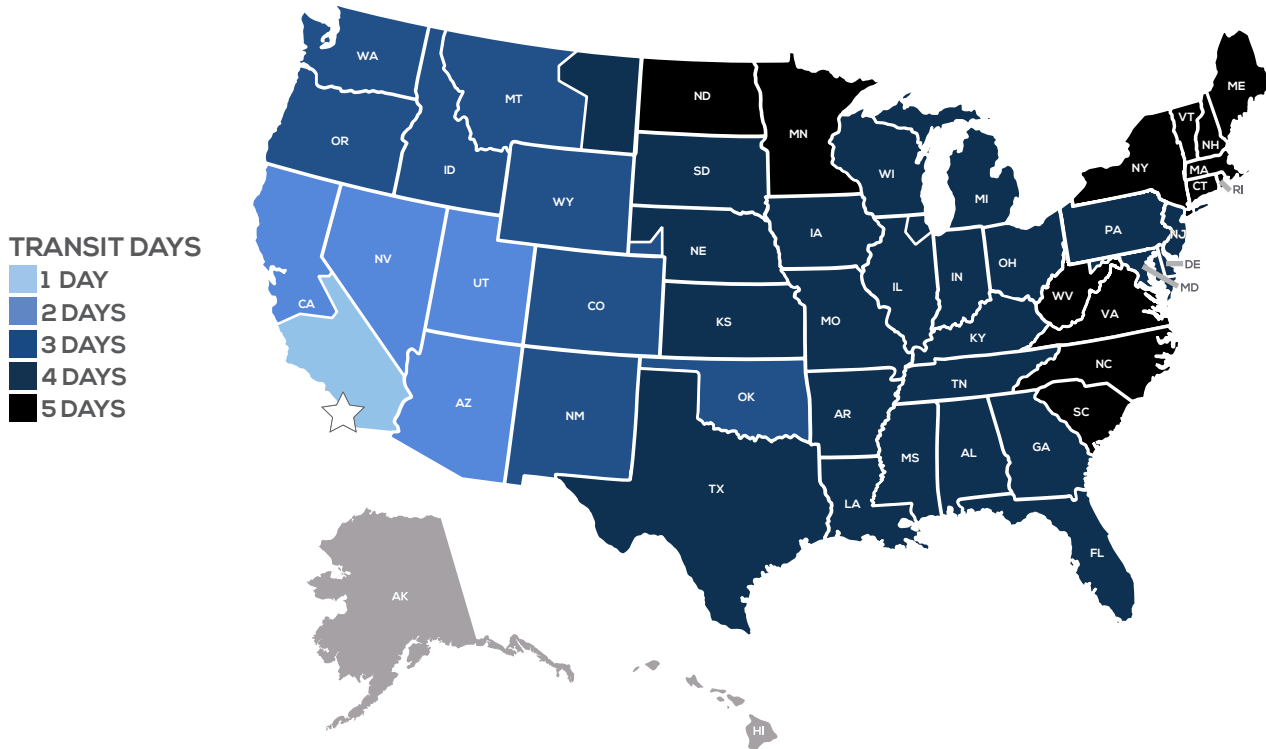 WA
MT
ND
MN
ME
VT
NH
OR
ID
SD
WI
MI
NY
MA
CT
RI
WY
NV
UT
CO
NE
IA
IL
IN
OH
PA
NJ
DE
MD
TRANSIT DAYS
1 DAY
2 DAYS
3 DAYS
4 DAYS
5 DAYS
CA
KS
MO
KY
WV
VA
AZ
NM
OK
AR
TN
NC
SC
TX
LA
MS
AL
GA
FL
AK
HI